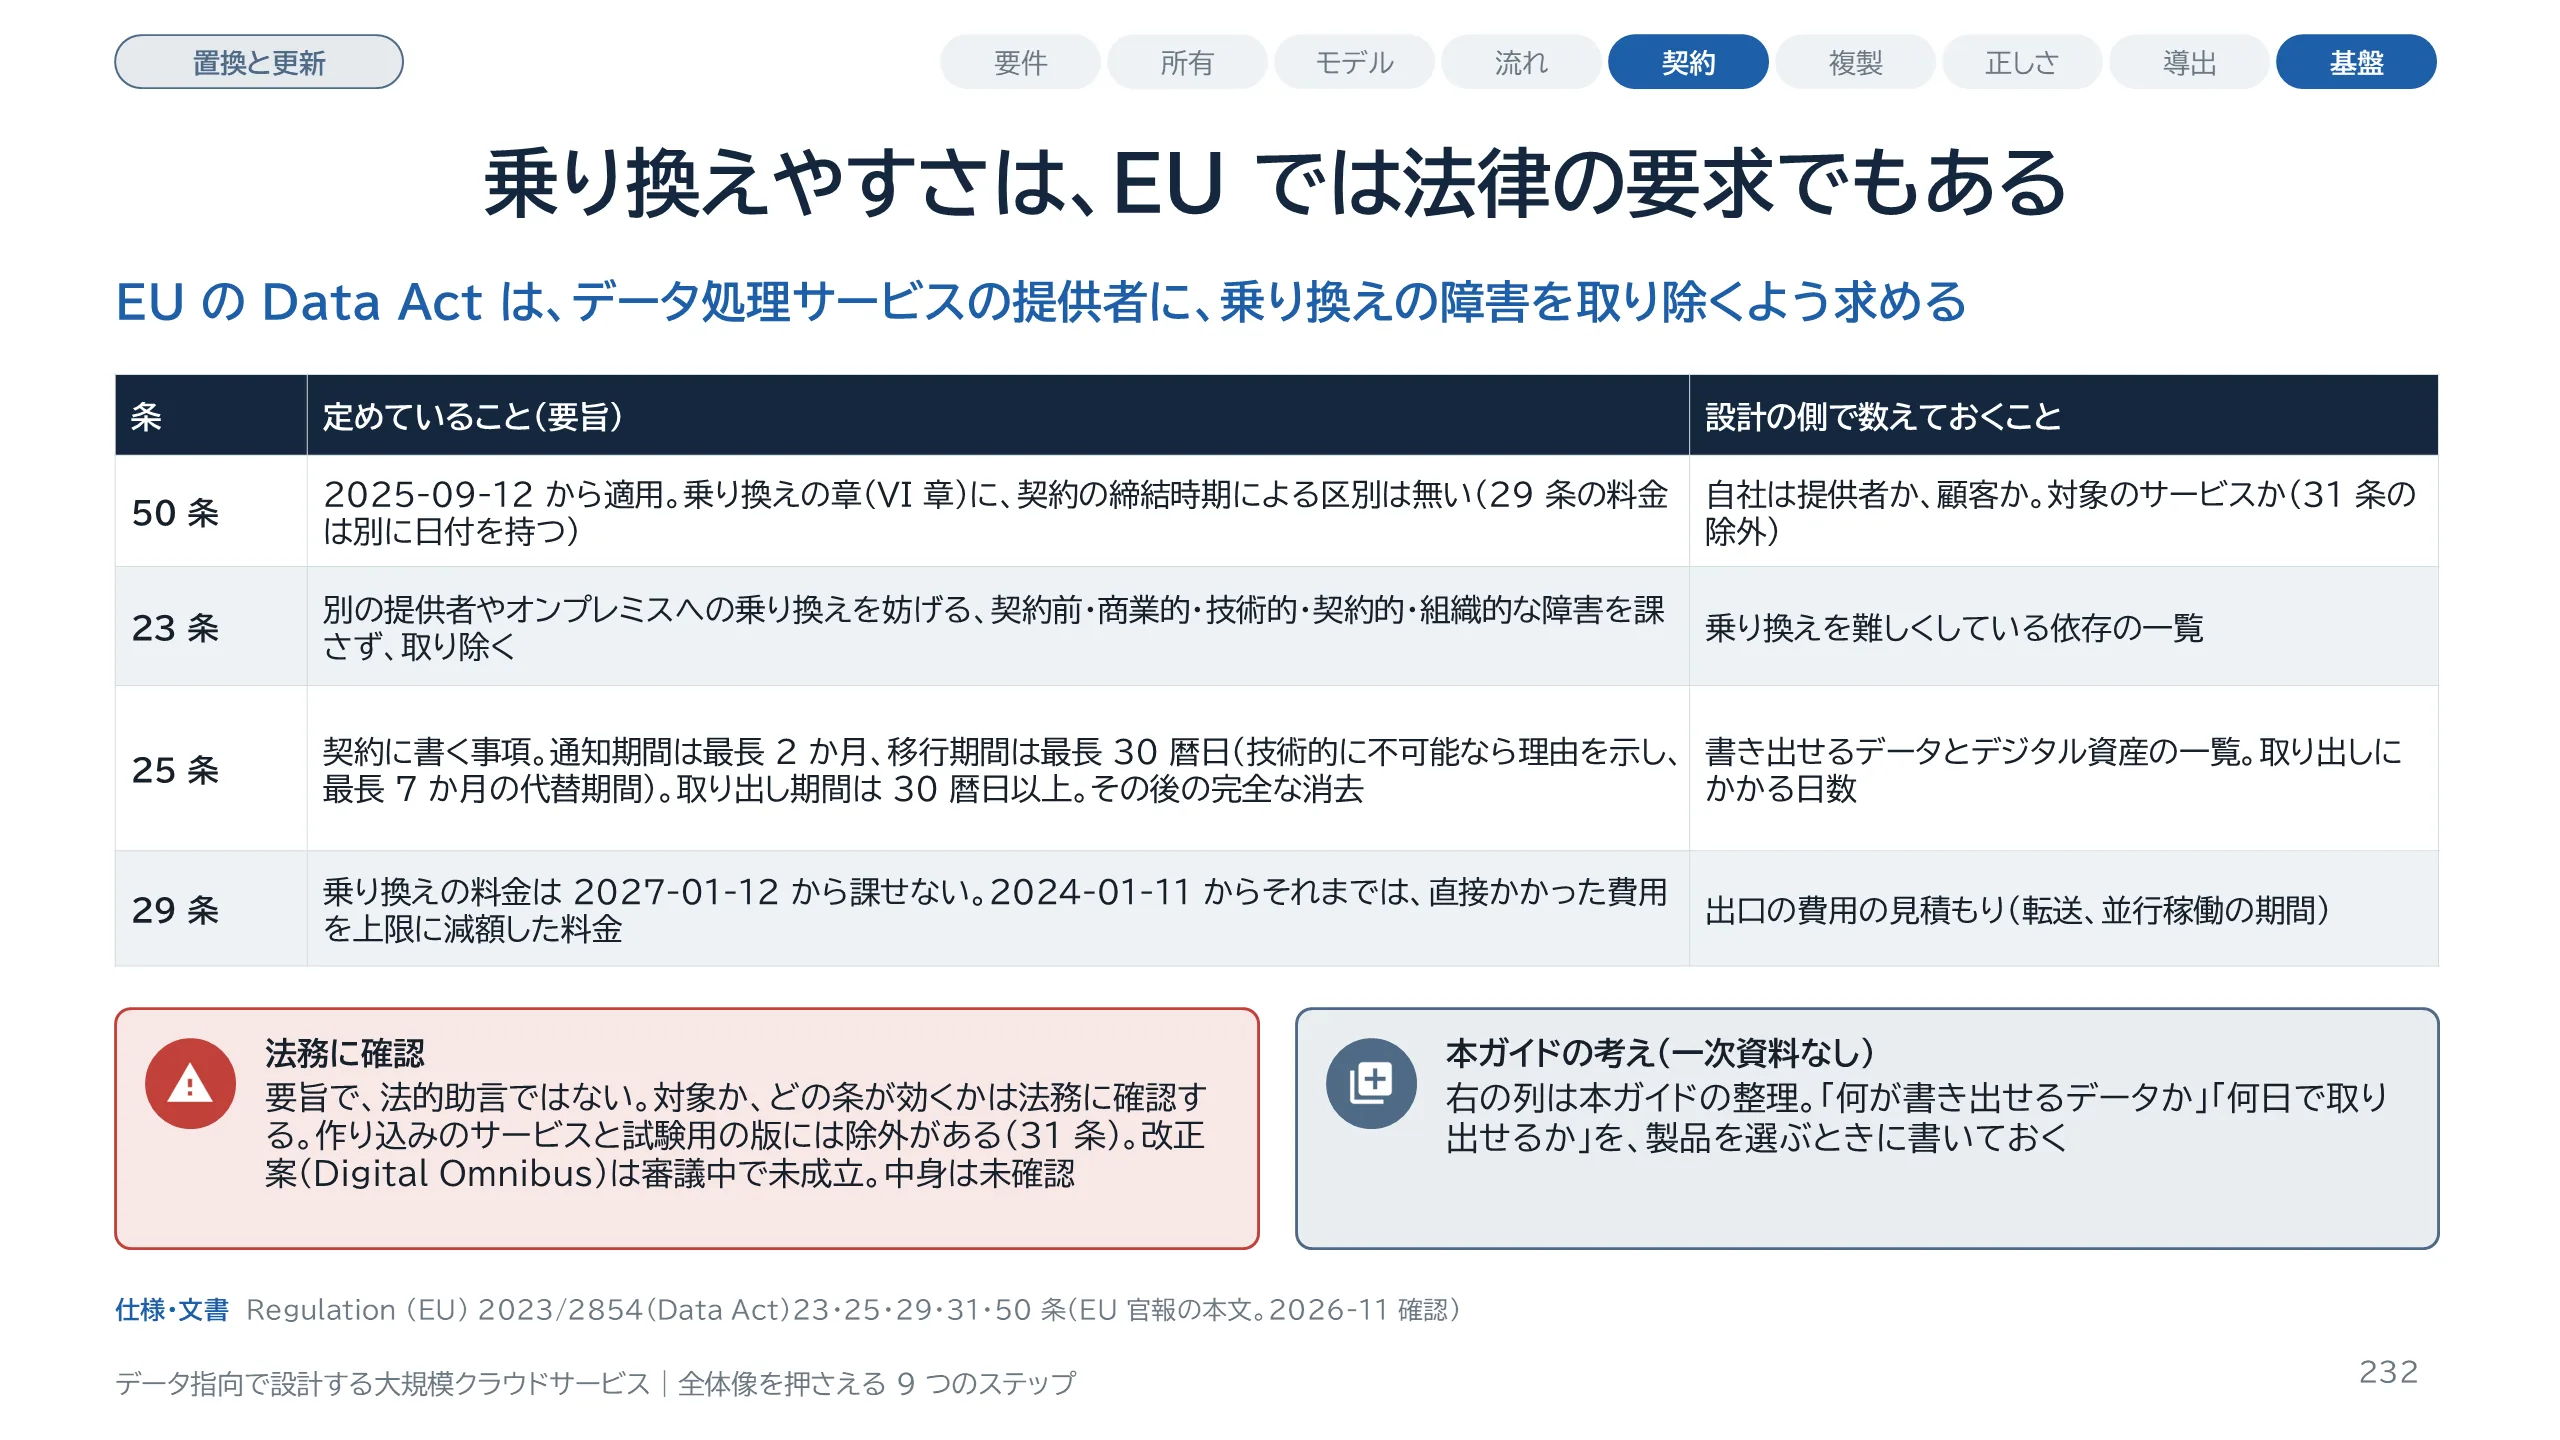 置換と更新
要件
所有
モデル
流れ
契約
複製
正しさ
導出
基盤
乗り換えやすさは、EU では法律の要求でもある
EU の Data Act は、データ処理サービスの提供者に、乗り換えの障害を取り除くよう求める
条
定めていること（要旨）
設計の側で数えておくこと
50 条
2025-09-12 から適用。乗り換えの章（VI 章）に、契約の締結時期による区別は無い（29 条の料金
は別に日付を持つ）
自社は提供者か、顧客か。対象のサービスか（31 条の
除外）
23 条
別の提供者やオンプレミスへの乗り換えを妨げる、契約前・商業的・技術的・契約的・組織的な障害を課
さず、取り除く
乗り換えを難しくしている依存の一覧
25 条
契約に書く事項。通知期間は最長 2 か月、移行期間は最長 30 暦日（技術的に不可能なら理由を示し、
最長 7 か月の代替期間）。取り出し期間は 30 暦日以上。その後の完全な消去
書き出せるデータとデジタル資産の一覧。取り出しに
かかる日数
29 条
乗り換えの料金は 2027-01-12 から課せない。2024-01-11 からそれまでは、直接かかった費用
を上限に減額した料金
出口の費用の見積もり（転送、並行稼働の期間）
法務に確認
要旨で、法的助言ではない。対象か、どの条が効くかは法務に確認す
る。作り込みのサービスと試験用の版には除外がある（31 条）。改正
案（Digital Omnibus）は審議中で未成立。中身は未確認
本ガイドの考え（一次資料なし）
右の列は本ガイドの整理。「何が書き出せるデータか」「何日で取り
出せるか」を、製品を選ぶときに書いておく
仕様・文書 Regulation (EU) 2023/2854（Data Act）23・25・29・31・50 条（EU 官報の本文。2026-11 確認）
データ指向で設計する大規模クラウドサービス｜全体像を押さえる 9 つのステップ
232